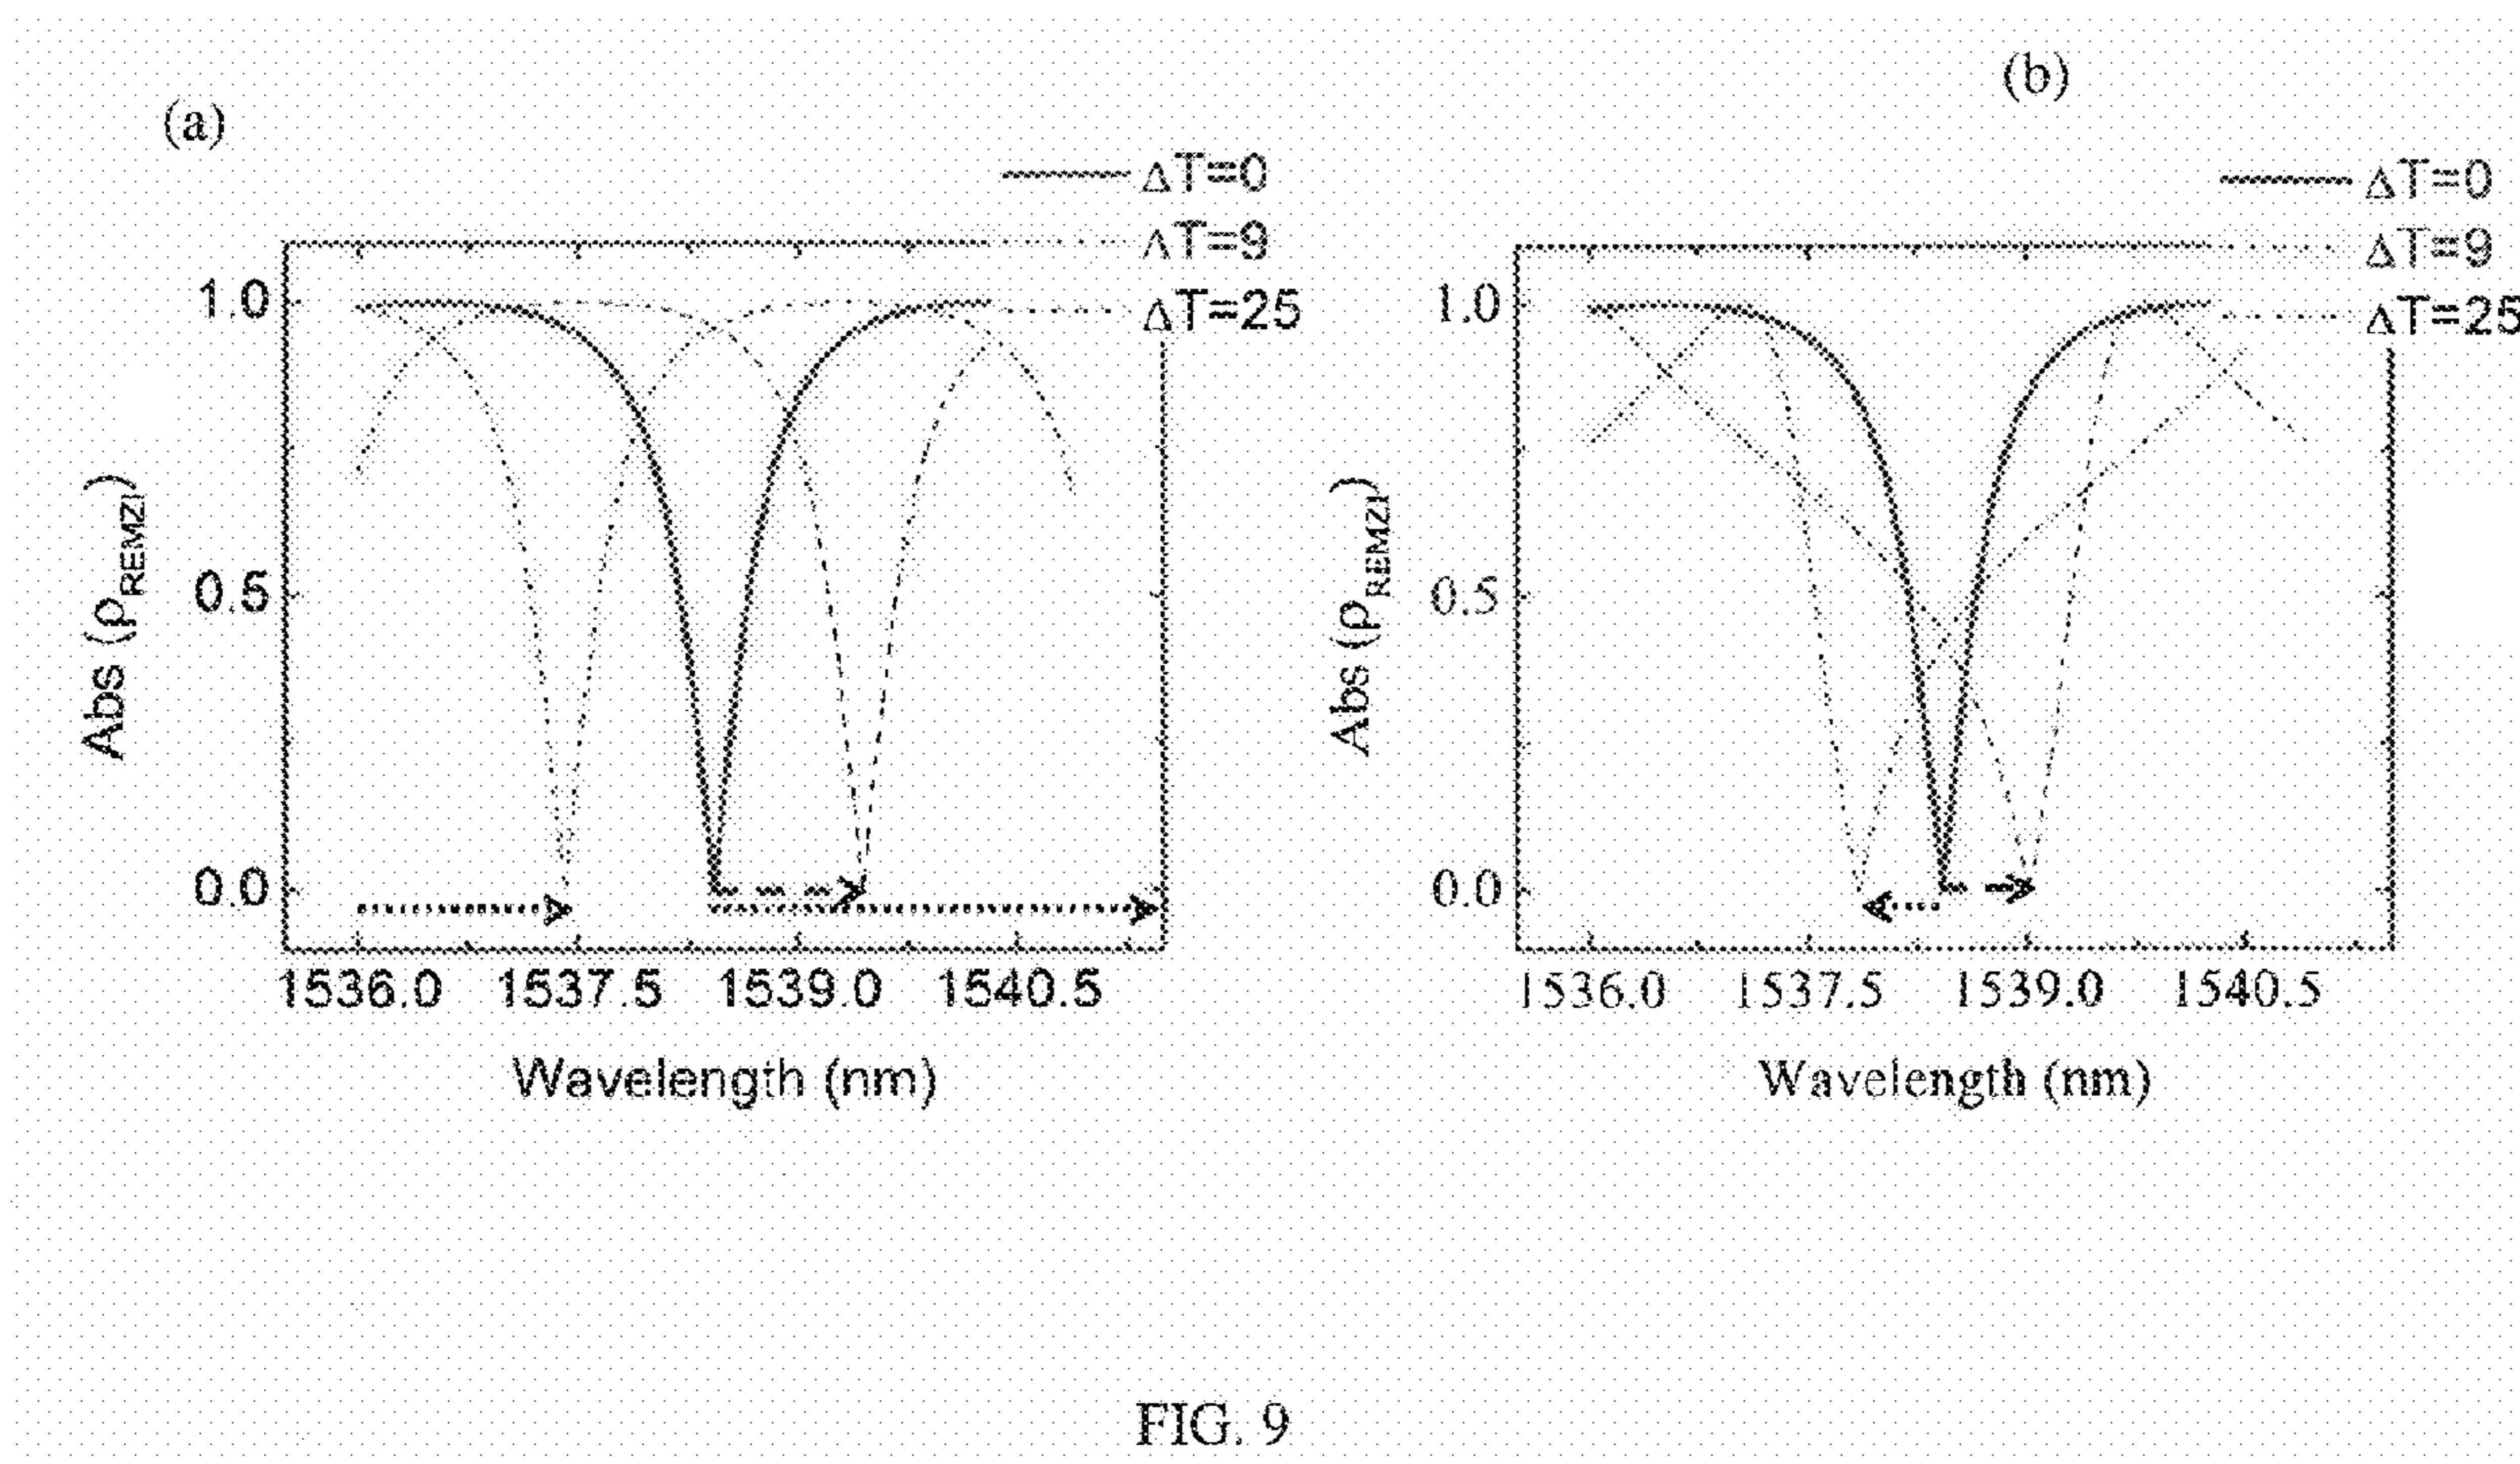 (a)
ΔT=0
ΔT=9
ΔT=25
1.0
0.5
0.0
Abs (ρREMZI)
1536.0 1537.5 1539.0 1540.5
Wavelength (nm)
(b)
ΔT=0
ΔT=9
ΔT=25
1.0
0.5
0.0
Abs (ρREMZI)
1536.0 1537.5 1539.0 1540.5
Wavelength (nm)
FIG. 9